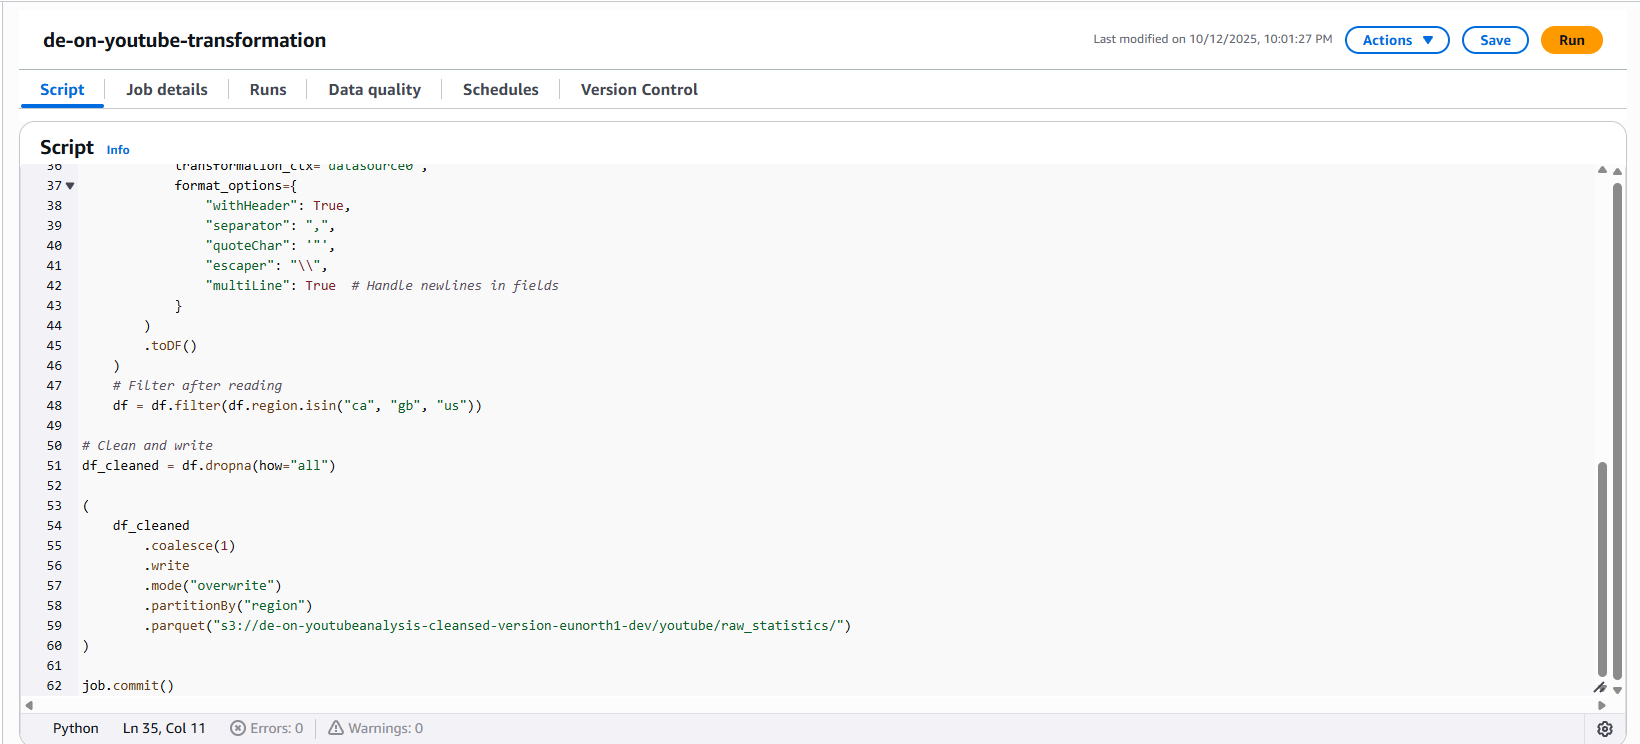 de-on-youtube-transformation
Last modified on 10/12/2025, 10:01:27 PM
Actions
Save
Run
Script
Job details
Runs
Data quality
Schedules
Version Control
Script
Info
36 transformation_ctx="datasource0",
37 format_options={
38 "withHeader": True,
39 "separator": ",",
40 "quoteChar": '"',
41 "escaper": "\\",
42 "multiLine": True  # Handle newlines in fields
43 }
44 )
45 .toDF()
46 )
47 # Filter after reading
48 df = df.filter(df.region.isin("ca", "gb", "us"))
49
50 # Clean and write
51 df_cleaned = df.dropna(how="all")
52
53 (
54 df_cleaned
55 .coalesce(1)
56 .write
57 .mode("overwrite")
58 .partitionBy("region")
59 .parquet("s3://de-on-youtubeanalysis-cleansed-version-eunorth1-dev/youtube/raw_statistics/")
60 )
61
62 job.commit()
Python
Ln 35, Col 11
Errors: 0
Warnings: 0